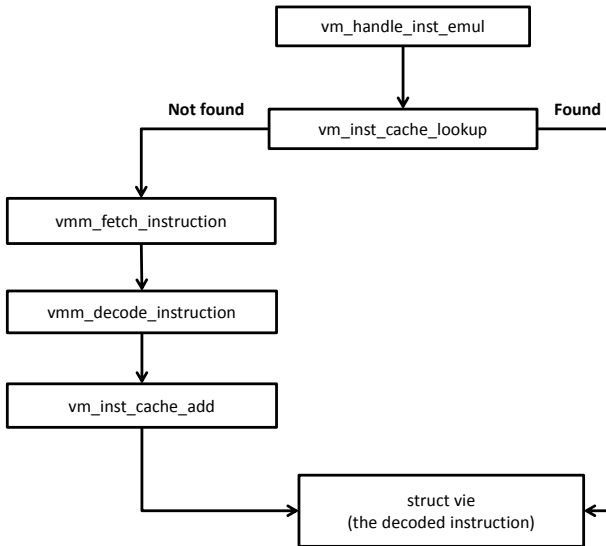 vm_handle_inst_emul
Not found
Found
vm_inst_cache_lookup
vmm_fetch_instruction
vmm_decode_instruction
vm_inst_cache_add
struct vie
(the decoded instruction)